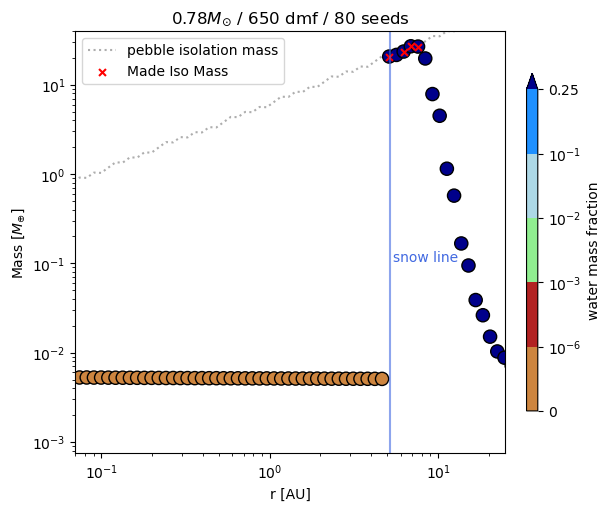 0.78M☉ / 650 dmf / 80 seeds
pebble isolation mass
Made Iso Mass
Mass [M⊕]
10¹
10⁰
10⁻¹
10⁻²
10⁻³
snow line
10⁻¹ 10⁰ 10¹
r [AU]
0.25
10⁻¹
10⁻²
10⁻³
10⁻⁶
0
water mass fraction